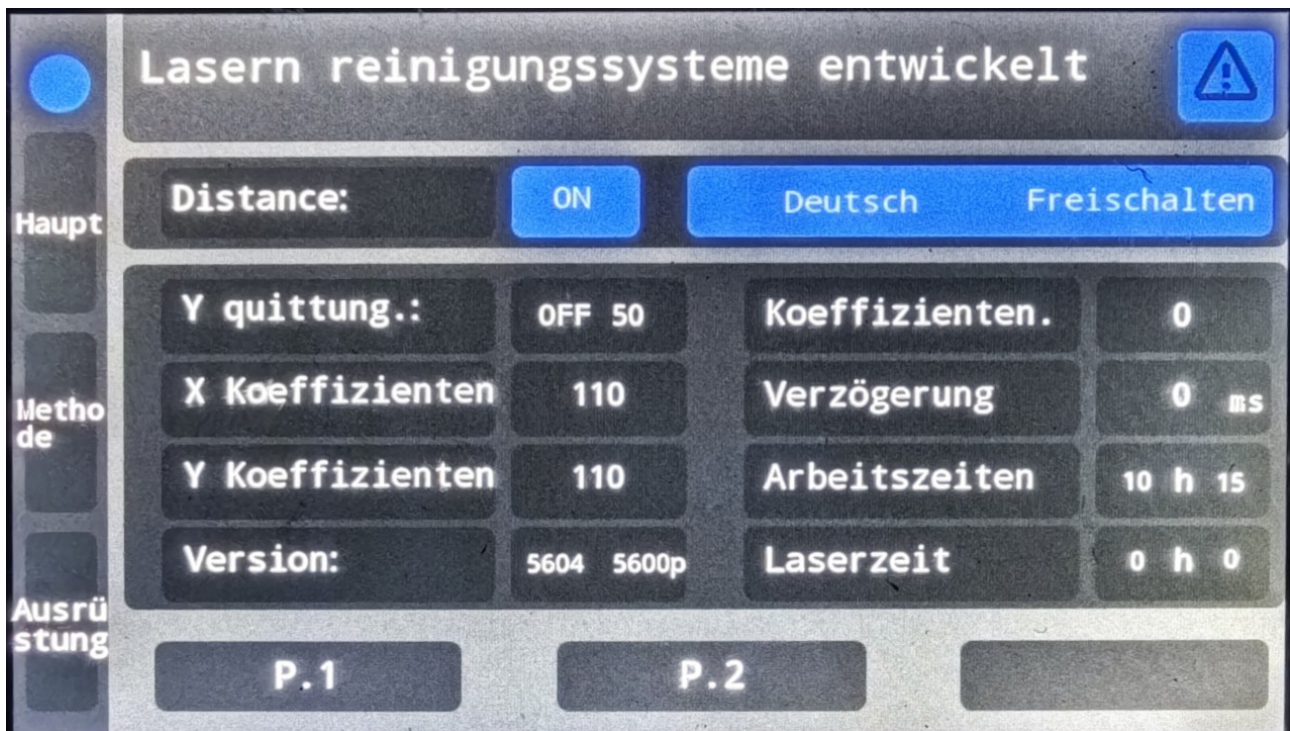 Lasern reinigungssysteme entwickelt
Distance: ON Deutsch Freischalten
Haupt
Y quittung.: OFF 50 Koeffizienten. 0
X Koeffizienten 110 Verzögerung 0 ms
Metho
de
Y Koeffizienten 110 Arbeitszeiten 10 h 15
Version: 5604 5600p Laserzeit 0 h 0
Ausrü
stung
P.1 P.2